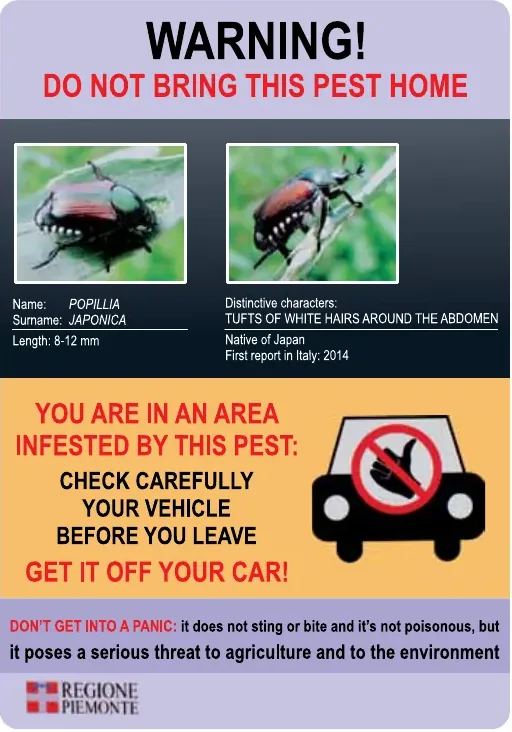 WARNING!
DO NOT BRING THIS PEST HOME
Name: POPILLIA
Surname: JAPONICA
Length: 8-12 mm
Distinctive characters:
TUFTS OF WHITE HAIRS AROUND THE ABDOMEN
Native of Japan
First report in Italy: 2014
YOU ARE IN AN AREA
INFESTED BY THIS PEST:
CHECK CAREFULLY
YOUR VEHICLE
BEFORE YOU LEAVE
GET IT OFF YOUR CAR!
DON'T GET INTO A PANIC: it does not sting or bite and it's not poisonous, but
it poses a serious threat to agriculture and to the environment
REGIONE
PIEMONTE